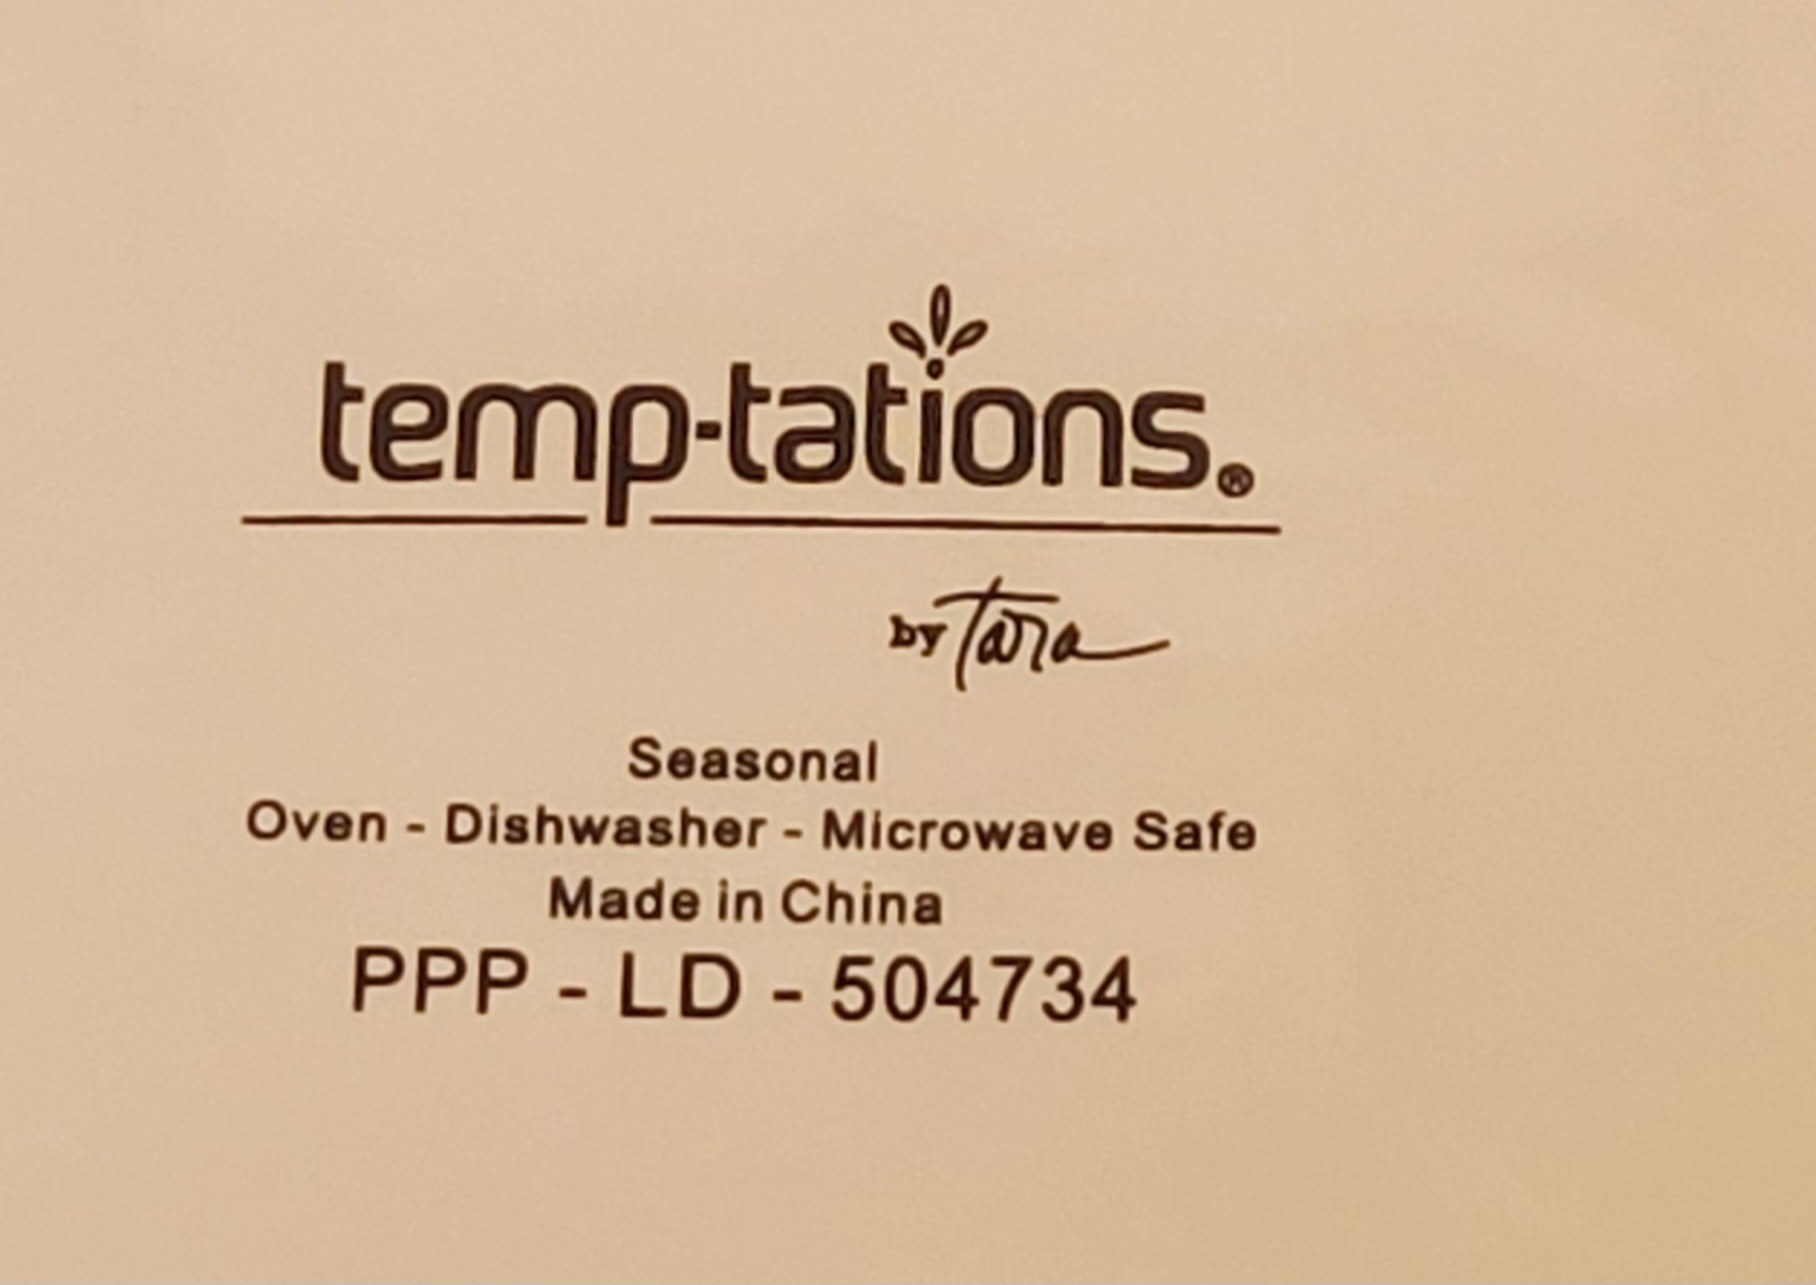 temp-tations.®
by Tara
Seasonal
Oven - Dishwasher - Microwave Safe
Made in China
PPP - LD - 504734